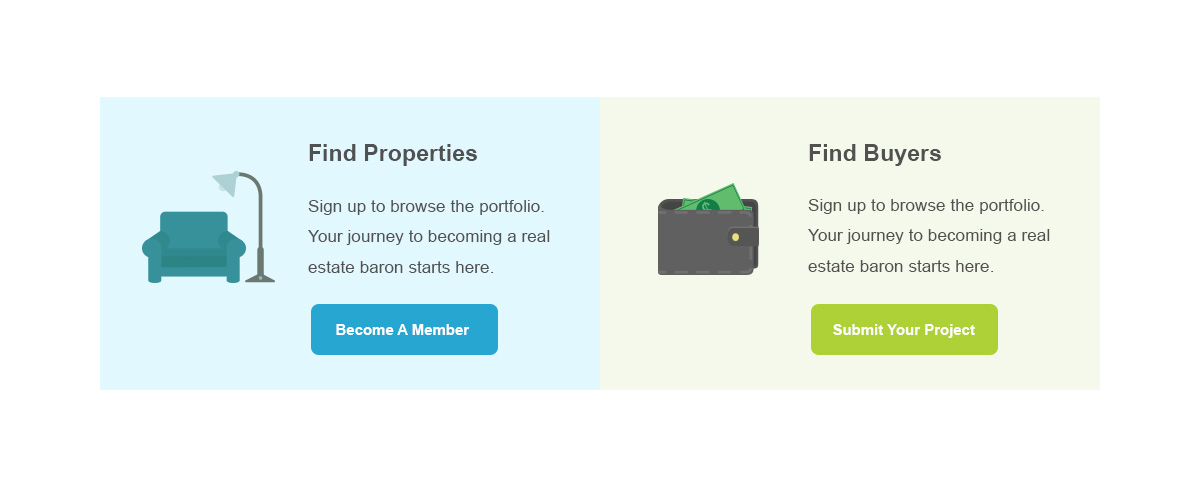 Find Properties
Sign up to browse the portfolio.
Your journey to becoming a real
estate baron starts here.
Become A Member
Find Buyers
Sign up to browse the portfolio.
Your journey to becoming a real
estate baron starts here.
Submit Your Project